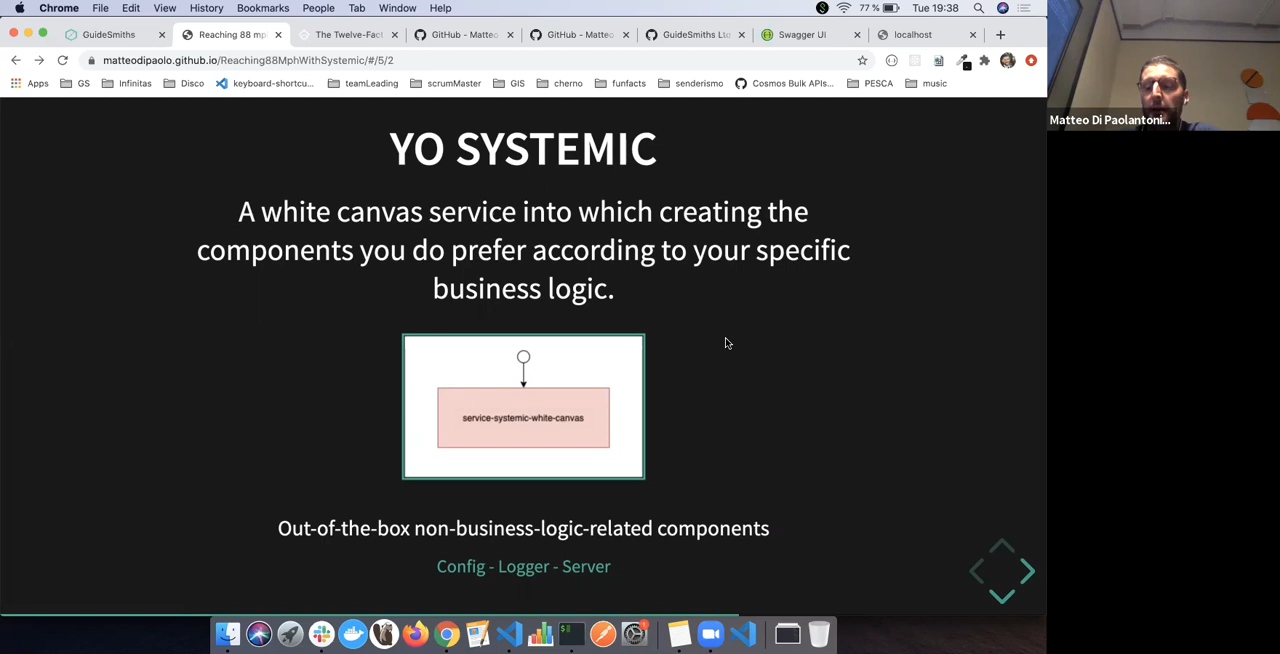 Chrome File Edit View History Bookmarks People Tab Window Help
77 % Tue 19:38
GuideSmiths
Reaching 88 mp
The Twelve-Fac
GitHub - Matteo
GitHub - Matteo
GuideSmiths Ltd
Swagger UI
localhost
matteodipaolo.github.io/Reaching88MphWithSystemic/#/5/2
Apps GS Infinitas Disco keyboard-shortcu... teamLeading scrumMaster GIS cherno funfacts senderismo Cosmos Bulk APIs... PESCA music
Matteo Di Paolantoni...
YO SYSTEMIC
A white canvas service into which creating the
components you do prefer according to your specific
business logic.
service-systemic-white-canvas
Out-of-the-box non-business-logic-related components
Config - Logger - Server